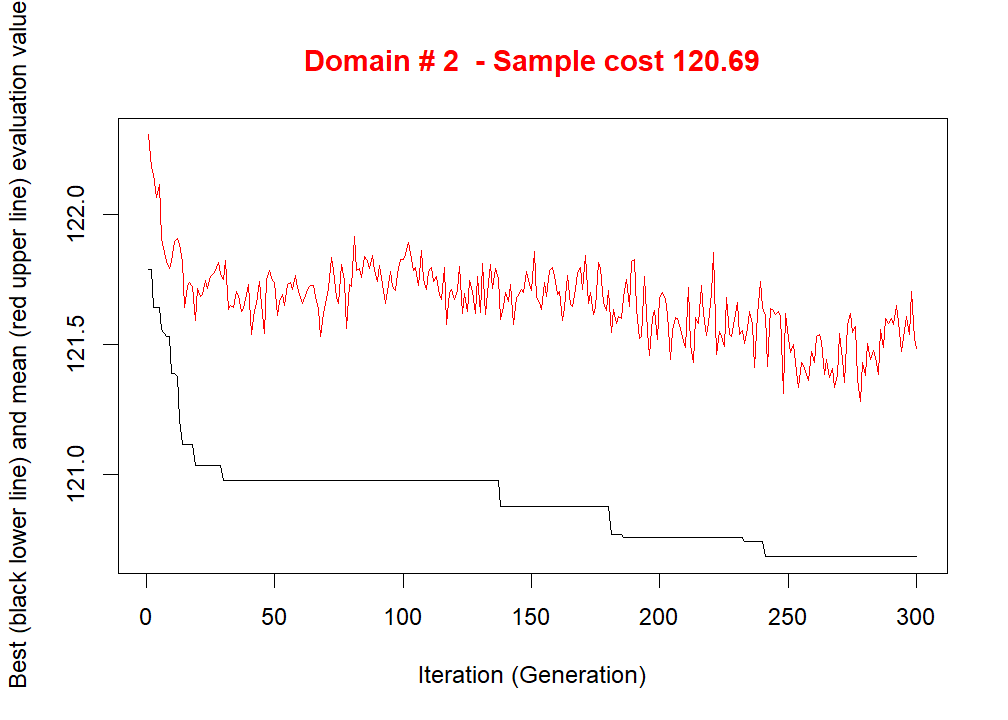 Domain # 2  - Sample cost 120.69
Best (black lower line) and mean (red upper line) evaluation value
122.0
121.5
121.0
0 50 100 150 200 250 300
Iteration (Generation)